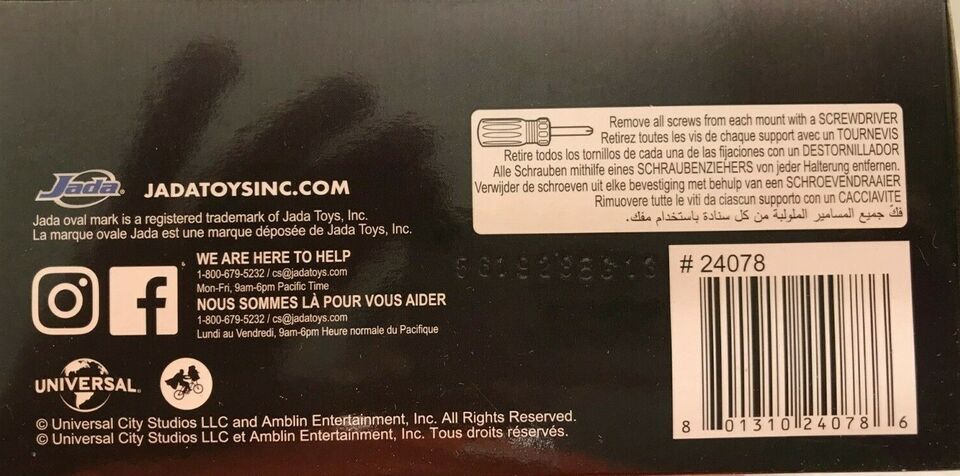 Remove all screws from each mount with a SCREWDRIVER
Retirez toutes les vis de chaque support avec un TOURNEVIS
Retire todos los tornillos de cada una de las fijaciones con un DESTORNILLADOR
Alle Schrauben mithilfe eines SCHRAUBENZIEHERS von jeder Halterung entfernen.
Verwijder de schroeven uit elke bevestiging met behulp van een SCHROEVENDRAAIER
Rimuovere tutte le viti da ciascun supporto con un CACCIAVITE
فك جميع المسامير الملولبة من كل سنادة باستخدام مفك.
Jada® JADATOYSINC.COM
Jada oval mark is a registered trademark of Jada Toys, Inc.
La marque ovale Jada est une marque déposée de Jada Toys, Inc.
WE ARE HERE TO HELP
1-800-679-5232 / cs@jadatoys.com
Mon-Fri, 9am-6pm Pacific Time
NOUS SOMMES LÀ POUR VOUS AIDER
1-800-679-5232 / cs@jadatoys.com
Lundi au Vendredi, 9am-6pm Heure normale du Pacifique
UNIVERSAL
© Universal City Studios LLC and Amblin Entertainment, Inc. All Rights Reserved.
© Universal City Studios LLC et Amblin Entertainment, Inc. Tous droits réservés.
# 24078
8 01310 24078 6